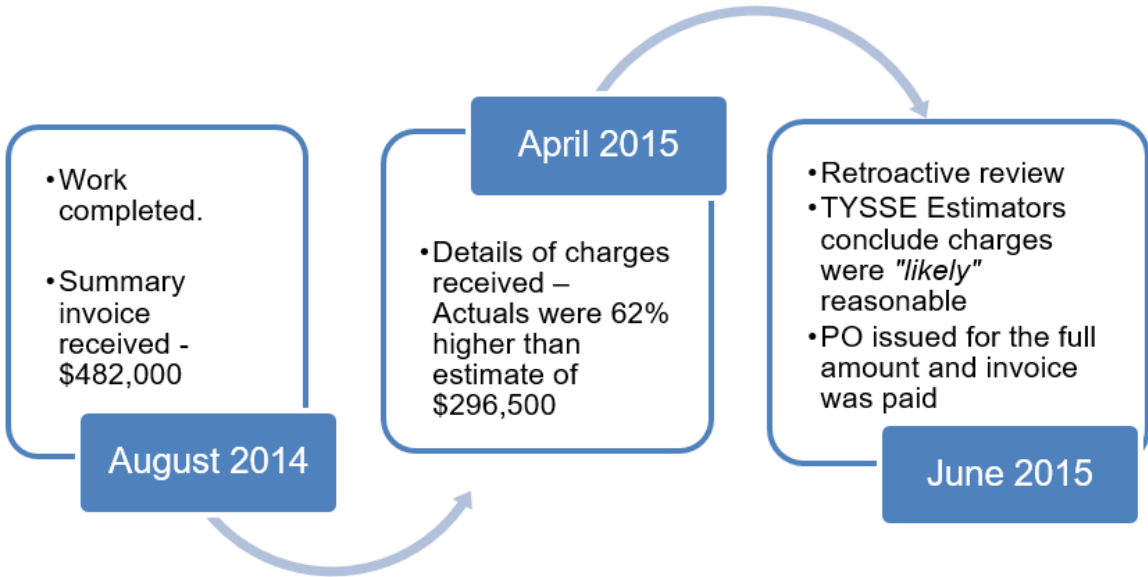 •Work
completed.
•Summary
invoice
received -
$482,000
August 2014
April 2015
•Details of charges
received –
Actuals were 62%
higher than
estimate of
$296,500
•Retroactive review
•TYSSE Estimators
conclude charges
were "likely"
reasonable
•PO issued for the full
amount and invoice
was paid
June 2015